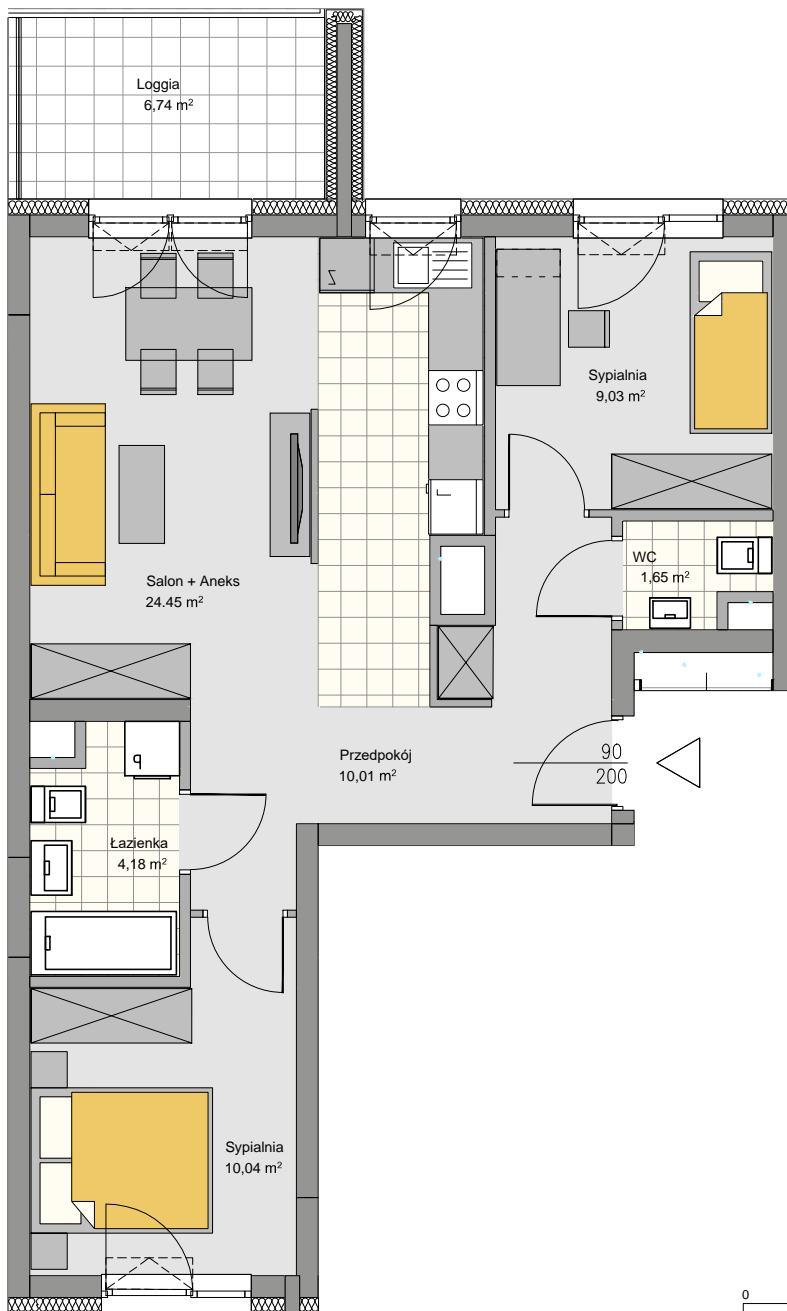 Loggia
6,74 m²
Z
Sypialnia
9,03 m²
WC
1,65 m²
Salon + Aneks
24.45 m²
Przedpokój
10,01 m²
90
200
Łazienka
4,18 m²
Sypialnia
10,04 m²
0